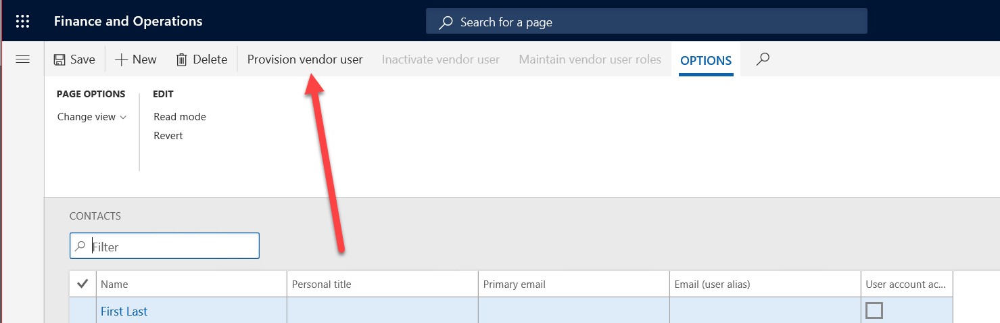 Finance and Operations
Search for a page
Save New Delete Provision vendor user Inactivate vendor user Maintain vendor user roles OPTIONS
PAGE OPTIONS EDIT
Change view Read mode
Revert
CONTACTS
Filter
Name Personal title Primary email Email (user alias) User account ac...
First Last